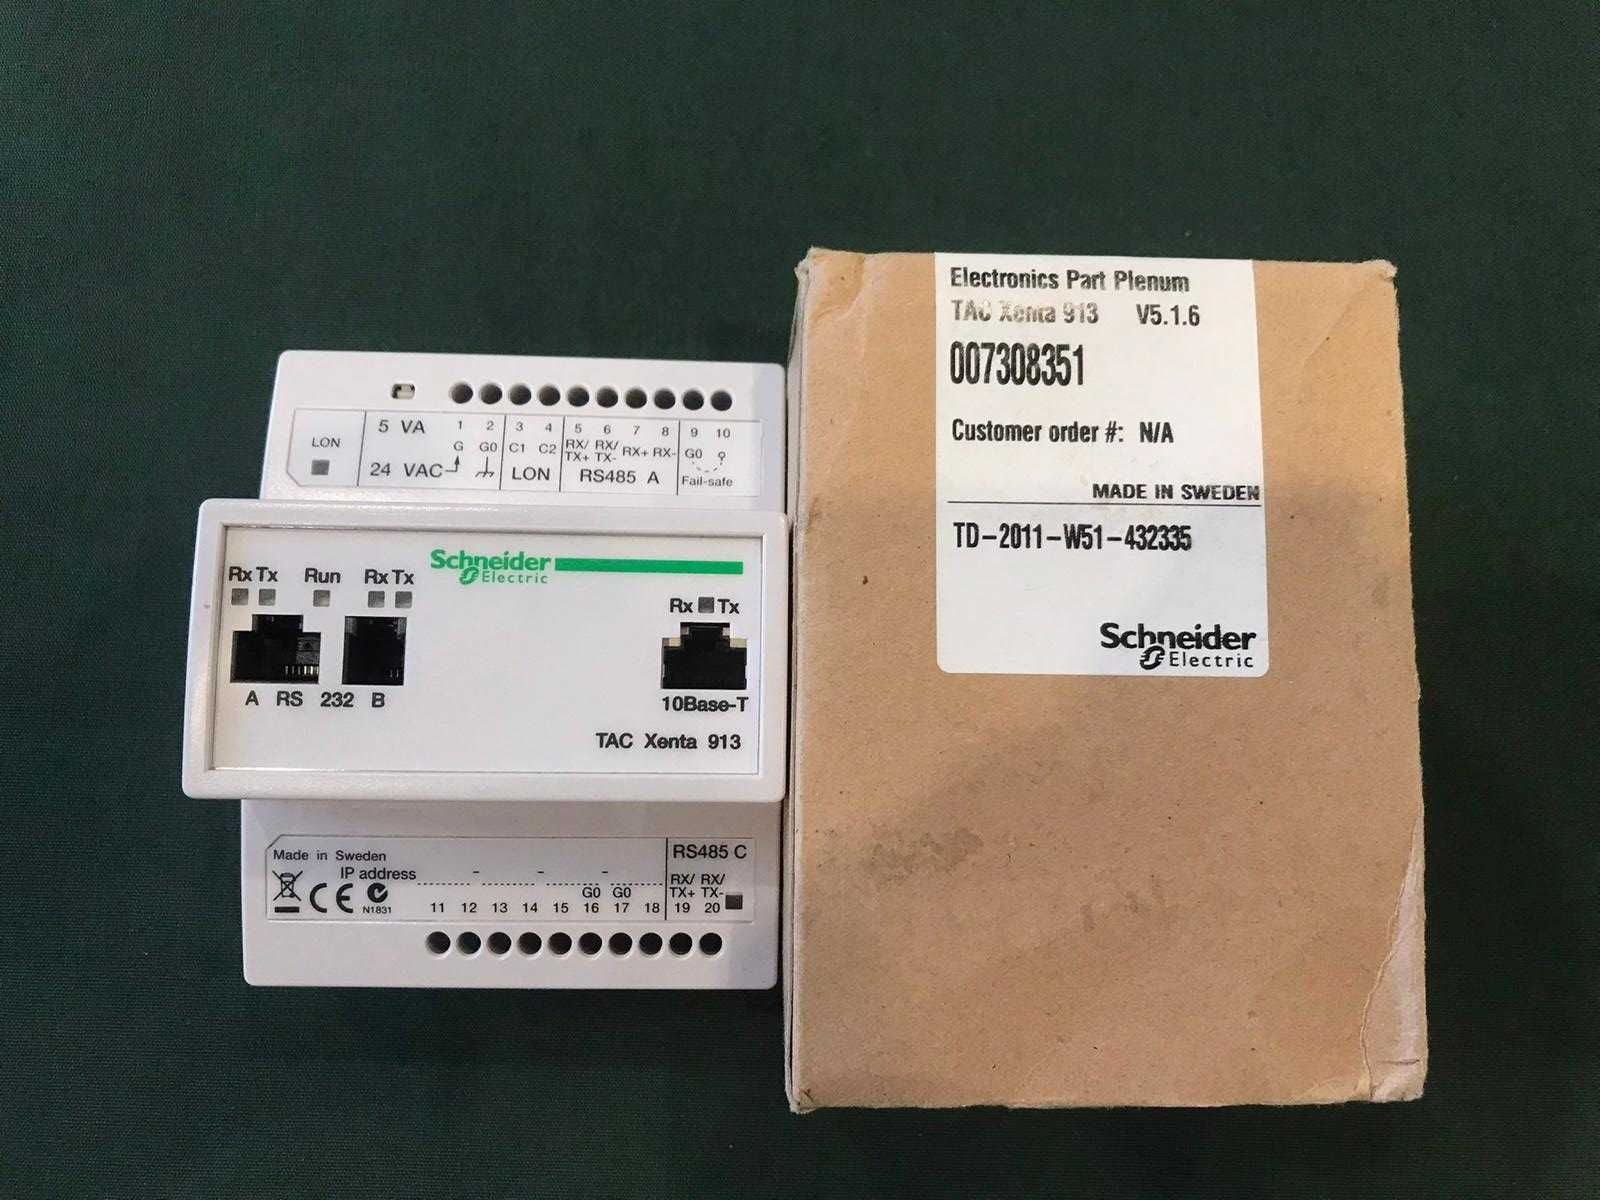 LON
5 VA
24 VAC
1 2 3 4 5 6 7 8 9 10
G G0 C1 C2 RX/ RX/ RX+ RX- G0
TX+ TX-
LON RS485 A Fail-safe
Rx Tx Run Rx Tx
Schneider
Electric
Rx Tx
A RS 232 B
10Base-T
TAC Xenta 913
Made in Sweden
IP address
RS485 C
N1831
G0 G0
RX/ RX/
TX+ TX-
11 12 13 14 15 16 17 18 19 20
Electronics Part Plenum
TAC Xenta 913 V5.1.6
007308351
Customer order #: N/A
MADE IN SWEDEN
TD-2011-W51-432335
Schneider
Electric